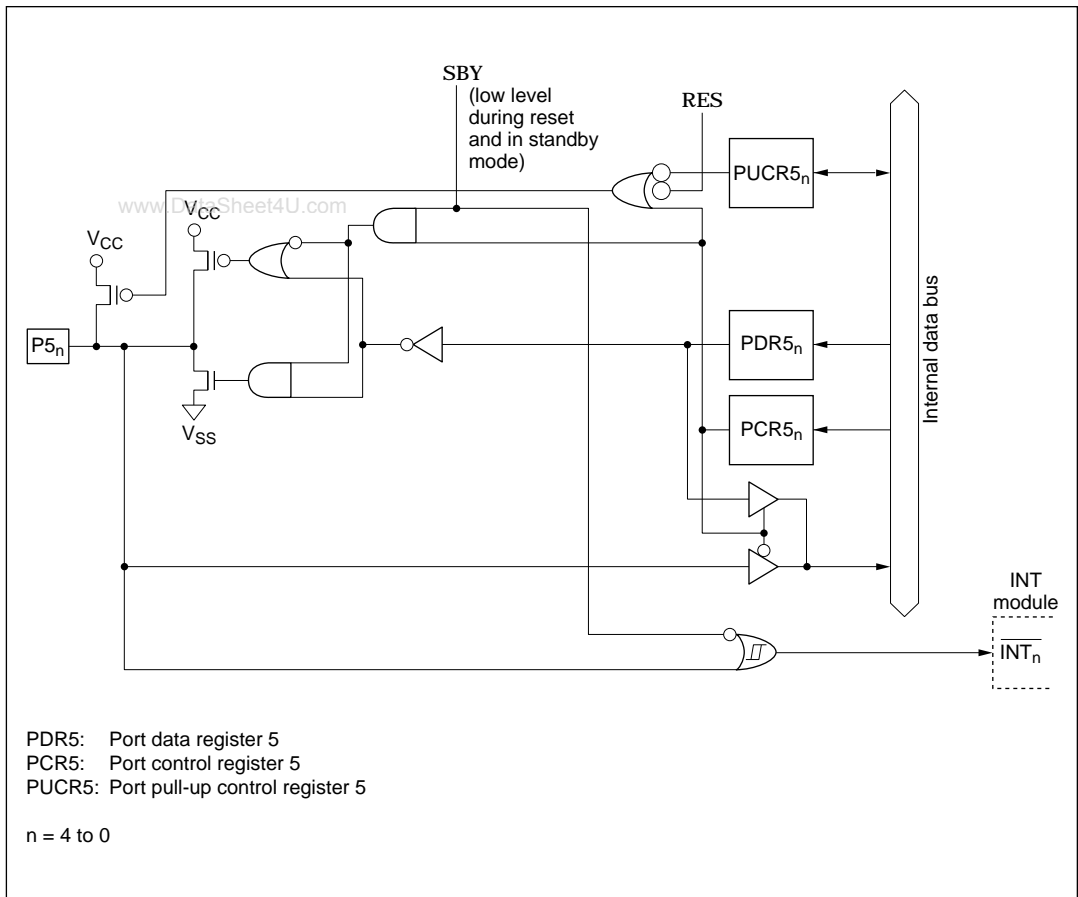 SBY
(low level
during reset
and in standby
mode)
RES
PUCR5n
www.DataSheet4U.com
VCC
VCC
P5n
PDR5n
Internal data bus
PCR5n
VSS
INT
module
INTn
PDR5: Port data register 5
PCR5: Port control register 5
PUCR5: Port pull-up control register 5
n = 4 to 0